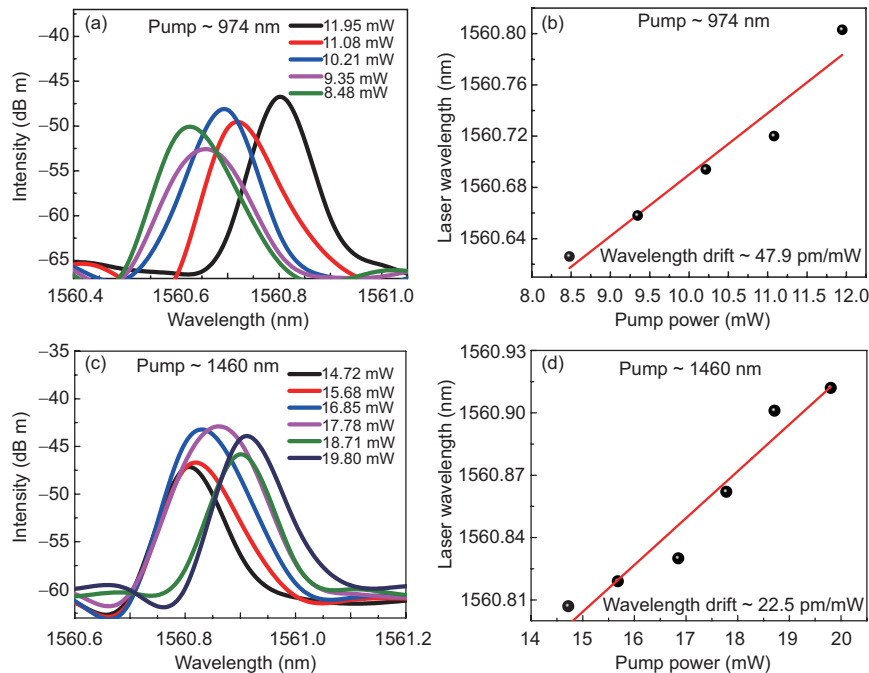 (a)
Pump ~ 974 nm
11.95 mW
11.08 mW
10.21 mW
9.35 mW
8.48 mW
−40
−45
−50
−55
−60
−65
Intensity (dB m)
1560.4
1560.6
1560.8
1561.0
Wavelength (nm)
(b)
Pump ~ 974 nm
1560.80
1560.76
1560.72
1560.68
1560.64
Laser wavelength (nm)
Wavelength drift ~ 47.9 pm/mW
8.0
8.5
9.0
9.5
10.0
10.5
11.0
11.5
12.0
Pump power (mW)
(c)
Pump ~ 1460 nm
14.72 mW
15.68 mW
16.85 mW
17.78 mW
18.71 mW
19.80 mW
−35
−40
−45
−50
−55
−60
Intensity (dB m)
1560.6
1560.8
1561.0
1561.2
Wavelength (nm)
(d)
Pump ~ 1460 nm
1560.93
1560.90
1560.87
1560.84
1560.81
Laser wavelength (nm)
Wavelength drift ~ 22.5 pm/mW
14
15
16
17
18
19
20
Pump power (mW)